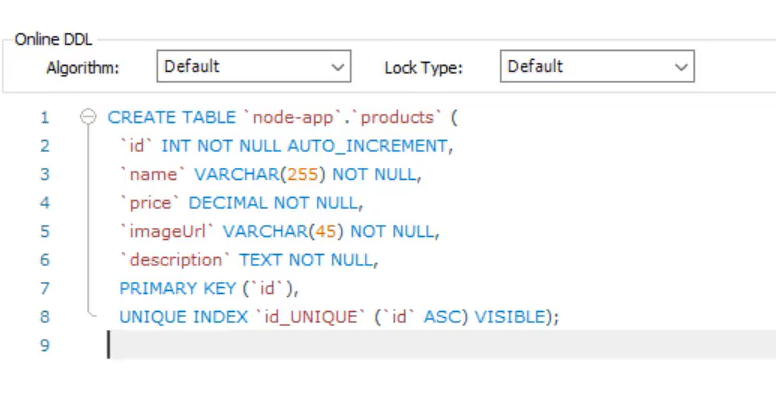 Online DDL
Algorithm: Default Lock Type: Default
1 CREATE TABLE `node-app`.`products` (
2 `id` INT NOT NULL AUTO_INCREMENT,
3 `name` VARCHAR(255) NOT NULL,
4 `price` DECIMAL NOT NULL,
5 `imageUrl` VARCHAR(45) NOT NULL,
6 `description` TEXT NOT NULL,
7 PRIMARY KEY (`id`),
8 UNIQUE INDEX `id_UNIQUE` (`id` ASC) VISIBLE);
9